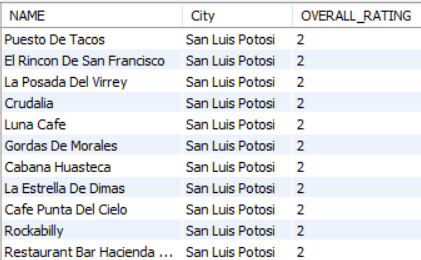 NAME City OVERALL_RATING
Puesto De Tacos San Luis Potosi 2
El Rincon De San Francisco San Luis Potosi 2
La Posada Del Virrey San Luis Potosi 2
Crudalia San Luis Potosi 2
Luna Cafe San Luis Potosi 2
Gordas De Morales San Luis Potosi 2
Cabana Huasteca San Luis Potosi 2
La Estrella De Dimas San Luis Potosi 2
Cafe Punta Del Cielo San Luis Potosi 2
Rockabilly San Luis Potosi 2
Restaurant Bar Hacienda ... San Luis Potosi 2